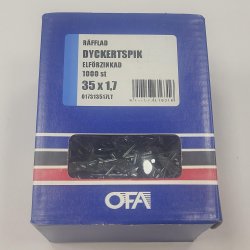 RÄFFLAD
DYCKERTSPIK
ELFÖRZINKAD
1000 st
35 x 1,7
OFA